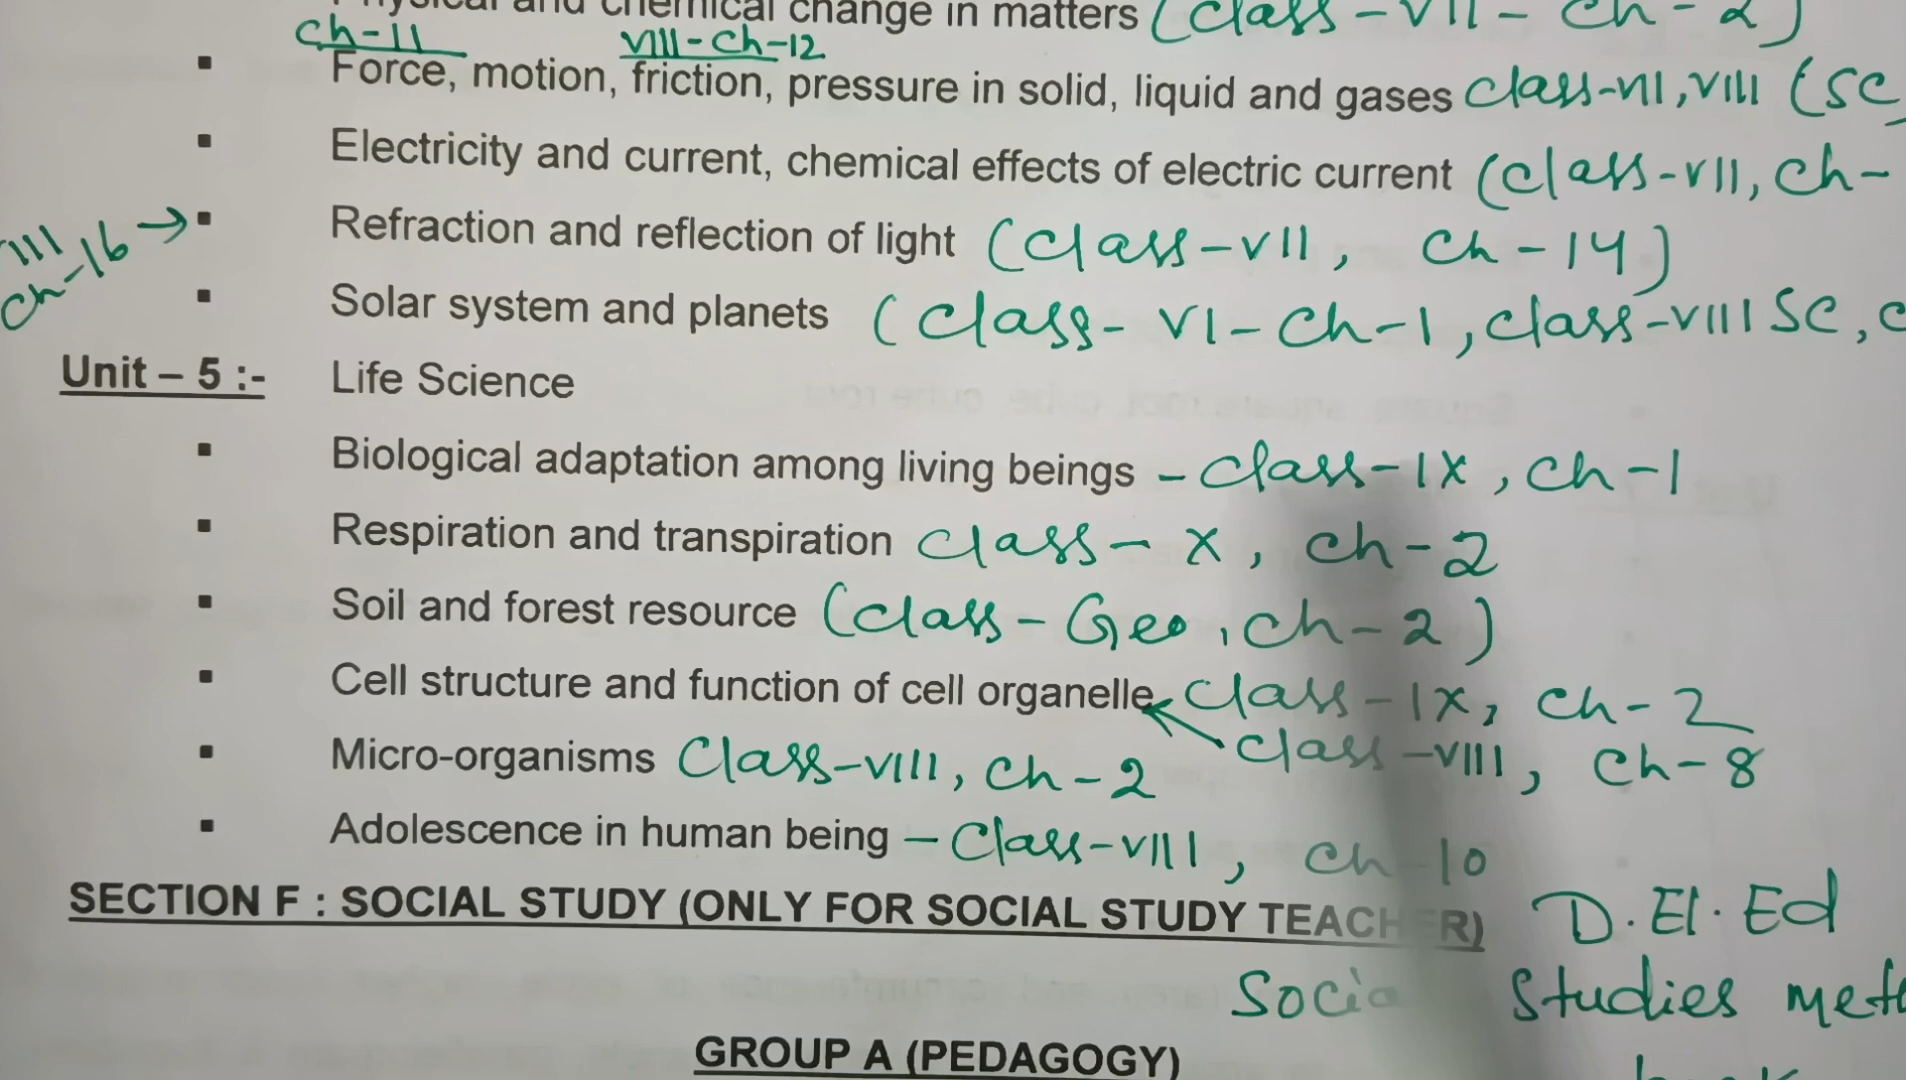 Physical and chemical change in matters (Class - VII - Ch - 2)
Ch-11 VIII-Ch-12
▪ Force, motion, friction, pressure in solid, liquid and gases Class-VII, VIII (SC,
▪ Electricity and current, chemical effects of electric current (Class-VII, Ch-
▪ Refraction and reflection of light (Class-VII, Ch-14)
Ch-16 →
▪ Solar system and planets (Class-VI-Ch-1, Class-VIII SC,
Unit – 5 :- Life Science
▪ Biological adaptation among living beings - Class-IX, Ch-1
▪ Respiration and transpiration Class-X, Ch-2
▪ Soil and forest resource (Class-Geo, Ch-2)
▪ Cell structure and function of cell organelle Class-IX, Ch-2
Class-VIII, Ch-8
▪ Micro-organisms Class-VIII, Ch-2
▪ Adolescence in human being - Class-VIII, Ch-10
SECTION F : SOCIAL STUDY (ONLY FOR SOCIAL STUDY TEACHER) D.El.Ed
Social Studies
GROUP A (PEDAGOGY)